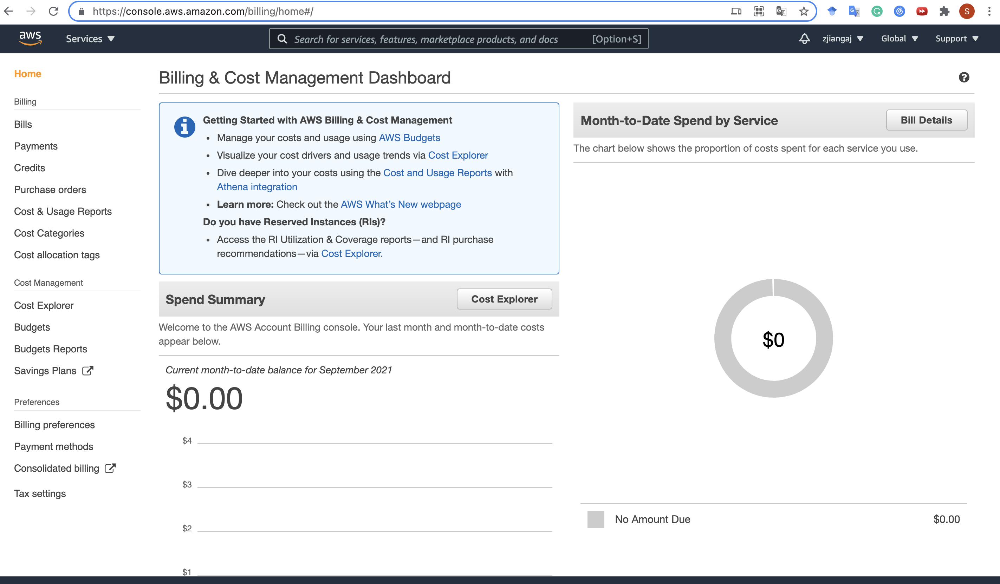 https://console.aws.amazon.com/billing/home#/
S
aws
Services
Search for services, features, marketplace products, and docs
[Option+S]
zjiangaj
Global
Support
Home
Billing
Bills
Payments
Credits
Purchase orders
Cost & Usage Reports
Cost Categories
Cost allocation tags
Cost Management
Cost Explorer
Budgets
Budgets Reports
Savings Plans
Preferences
Billing preferences
Payment methods
Consolidated billing
Tax settings
Billing & Cost Management Dashboard
Getting Started with AWS Billing & Cost Management
• Manage your costs and usage using AWS Budgets
• Visualize your cost drivers and usage trends via Cost Explorer
• Dive deeper into your costs using the Cost and Usage Reports with
Athena integration
• Learn more: Check out the AWS What’s New webpage
Do you have Reserved Instances (RIs)?
• Access the RI Utilization & Coverage reports—and RI purchase
recommendations—via Cost Explorer.
Spend Summary
Cost Explorer
Welcome to the AWS Account Billing console. Your last month and month-to-date costs
appear below.
Current month-to-date balance for September 2021
$0.00
$4
$3
$2
$1
Month-to-Date Spend by Service
Bill Details
The chart below shows the proportion of costs spent for each service you use.
$0
No Amount Due
$0.00